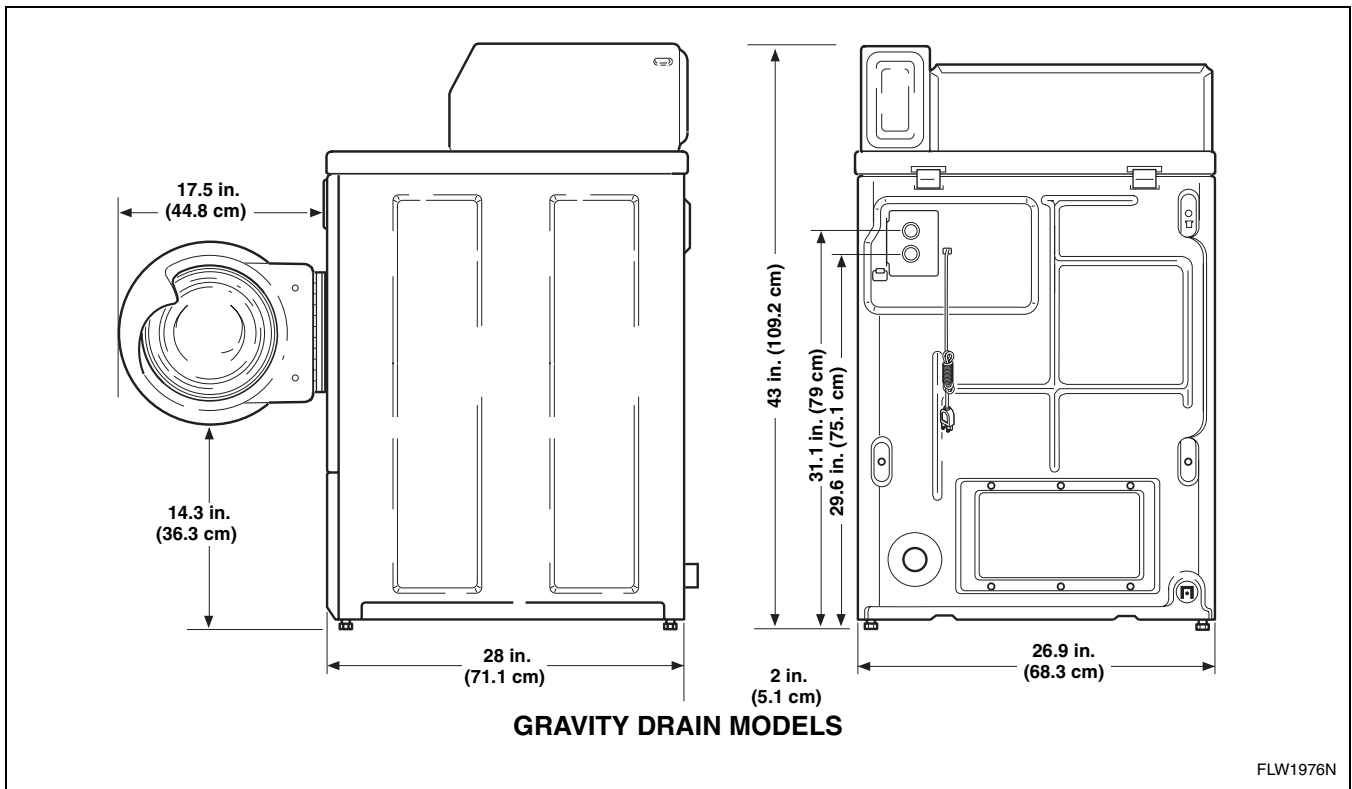 17.5 in.
(44.8 cm)
14.3 in.
(36.3 cm)
28 in.
(71.1 cm)
43 in. (109.2 cm)
31.1 in. (79 cm)
29.6 in. (75.1 cm)
2 in.
(5.1 cm)
26.9 in.
(68.3 cm)
GRAVITY DRAIN MODELS
FLW1976N